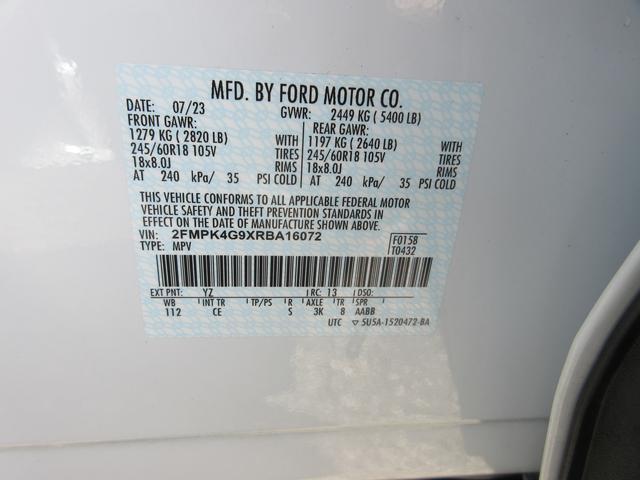 MFD. BY FORD MOTOR CO.
DATE: 07/23 GVWR: 2449 KG ( 5400 LB)
FRONT GAWR: REAR GAWR:
1279 KG ( 2820 LB) 1197 KG ( 2640 LB)
245/60R18 105V TIRES 245/60R18 105V TIRES
18x8.0J RIMS 18x8.0J RIMS
AT 240 kPa/ 35 PSI COLD AT 240 kPa/ 35 PSI COLD
THIS VEHICLE CONFORMS TO ALL APPLICABLE FEDERAL MOTOR
VEHICLE SAFETY AND THEFT PREVENTION STANDARDS IN
EFFECT ON THE DATE OF MANUFACTURE SHOWN ABOVE.
VIN: 2FMPK4G9XRBA16072 F0158
TYPE: MPV T0432
EXT PNT: YZ RC: 13 DSO:
WB INT TR TP/PS R AXLE TR SPR
112 CE S 3K 8 AABB
UTC ▽ 5U5A-1520472-BA